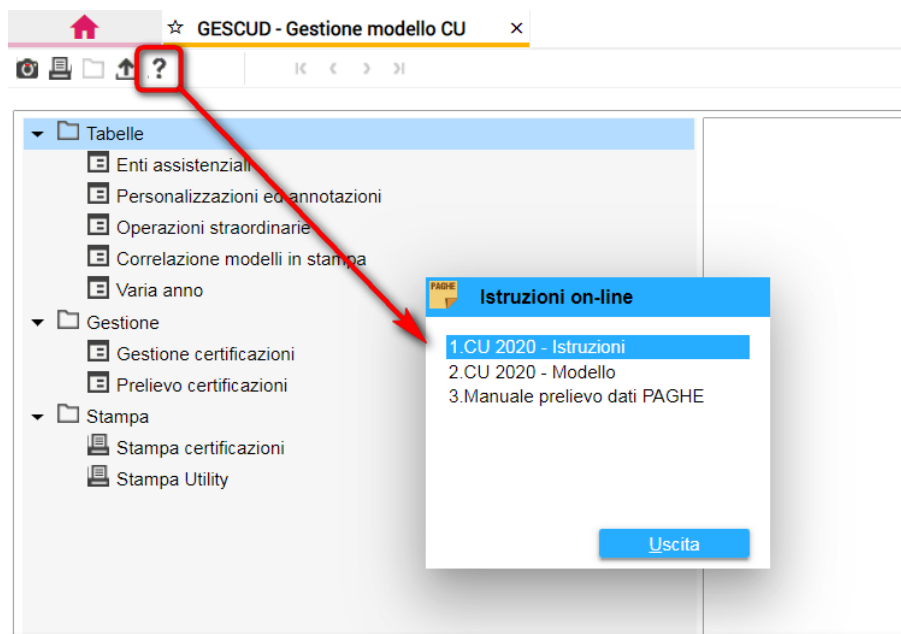 GESCUD - Gestione modello CU
?
Tabelle
Enti assistenziali
Personalizzazioni ed annotazioni
Operazioni straordinarie
Correlazione modelli in stampa
Varia anno
Gestione
Gestione certificazioni
Prelievo certificazioni
Stampa
Stampa certificazioni
Stampa Utility
PAGHE
Istruzioni on-line
1.CU 2020 - Istruzioni
2.CU 2020 - Modello
3.Manuale prelievo dati PAGHE
Uscita